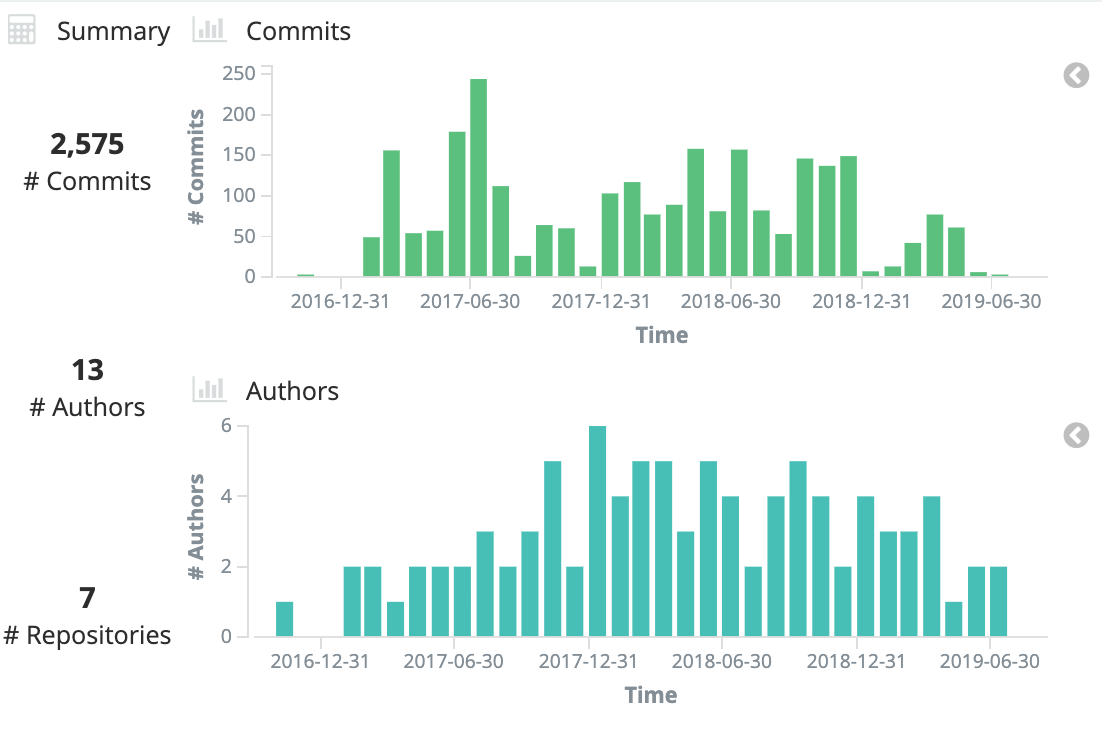 Summary
Commits
2,575
# Commits
13
# Authors
7
# Repositories
# Commits
250
200
150
100
50
0
2016-12-31 2017-06-30 2017-12-31 2018-06-30 2018-12-31 2019-06-30
Time
Authors
# Authors
6
4
2
0
2016-12-31 2017-06-30 2017-12-31 2018-06-30 2018-12-31 2019-06-30
Time